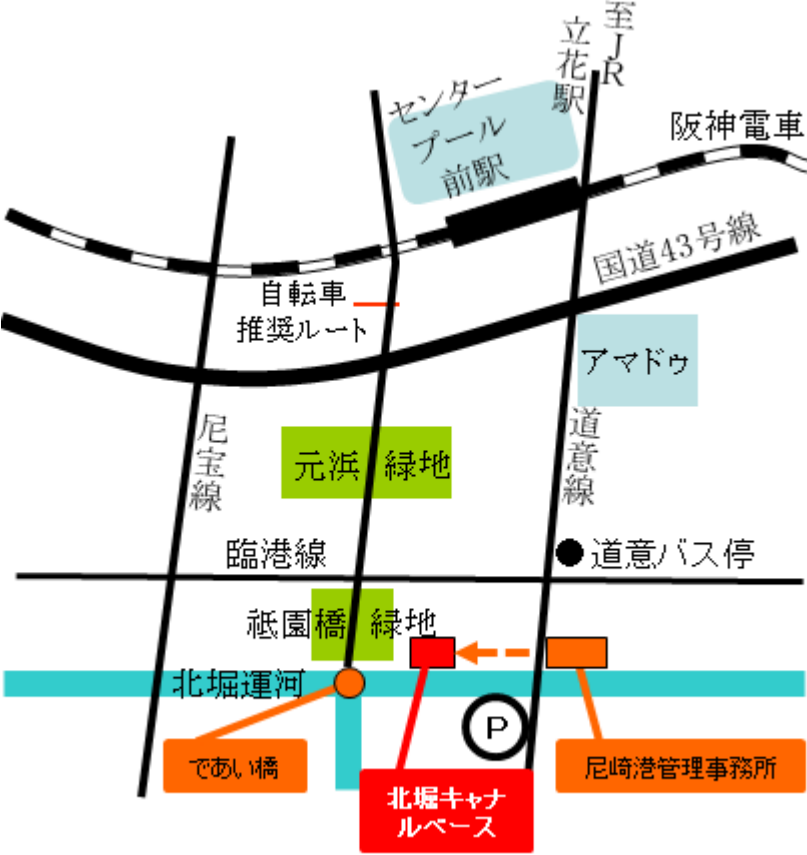 至JR
立花駅
センター
プール
前駅
阪神電車
国道43号線
自転車
推奨ルート
アマドゥ
尼宝線
元浜緑地
道意線
臨港線
道意バス停
祗園橋緑地
北堀運河
P
であい橋
尼崎港管理事務所
北堀キャナ
ルベース